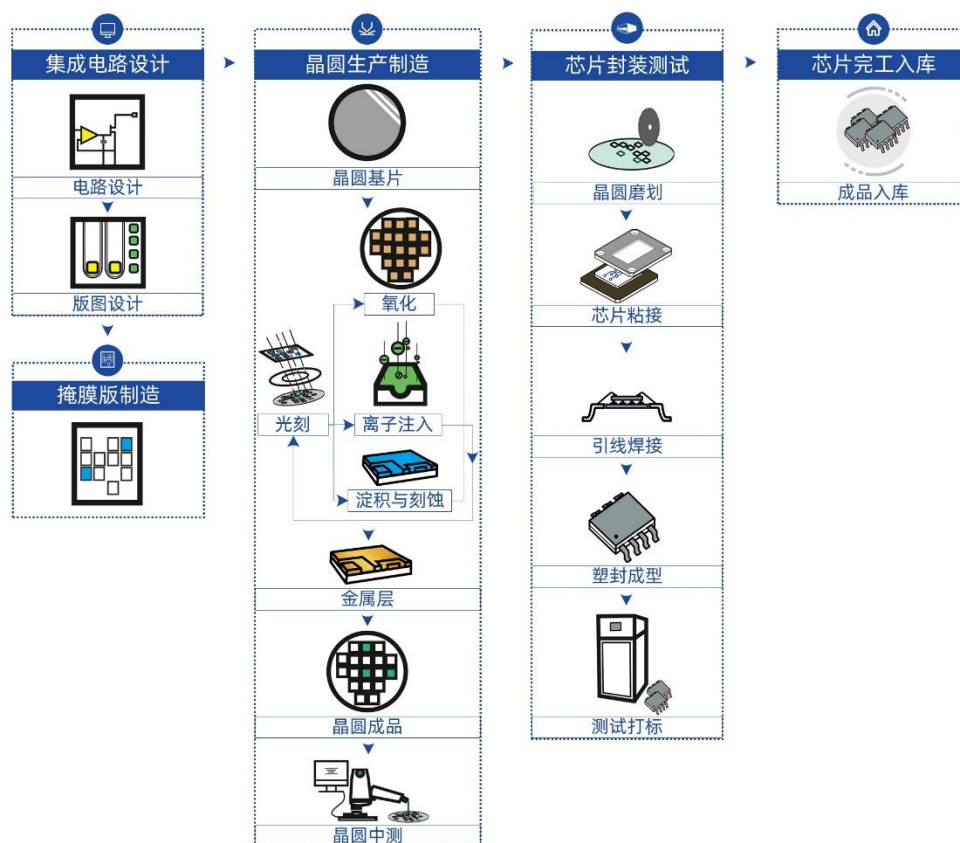 集成电路设计
电路设计
版图设计
掩膜版制造
晶圆生产制造
晶圆基片
氧化
光刻
离子注入
淀积与刻蚀
金属层
晶圆成品
晶圆中测
芯片封装测试
晶圆磨划
芯片粘接
引线焊接
塑封成型
测试打标
芯片完工入库
成品入库